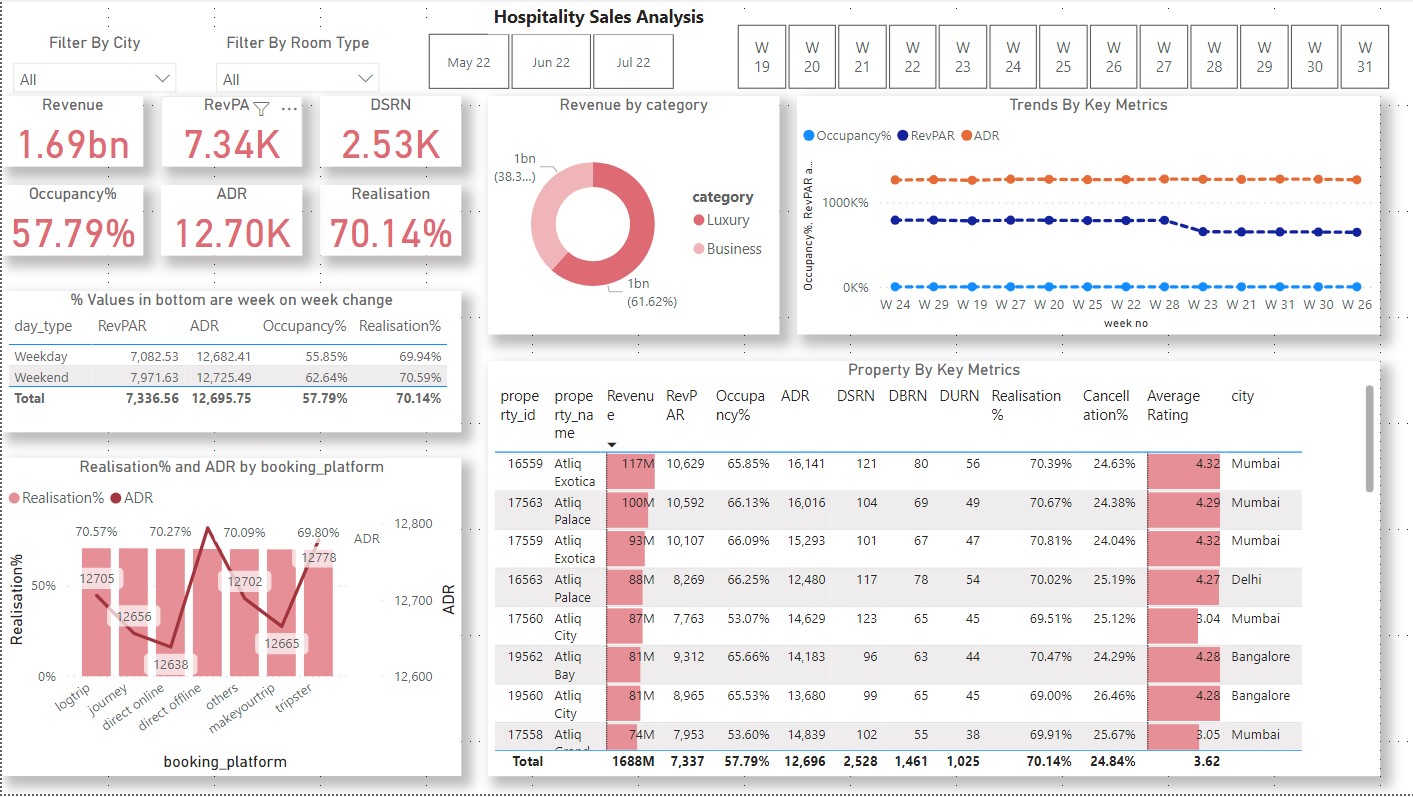 Hospitality Sales Analysis
Filter By City
Filter By Room Type
All
All
May 22
Jun 22
Jul 22
W 19
W 20
W 21
W 22
W 23
W 24
W 25
W 26
W 27
W 28
W 29
W 30
W 31
Revenue
1.69bn
RevPA
7.34K
DSRN
2.53K
Occupancy%
57.79%
ADR
12.70K
Realisation
70.14%
Revenue by category
1bn
(38.3...)
1bn
(61.62%)
category
Luxury
Business
Trends By Key Metrics
Occupancy% RevPAR ADR
Occupancy%, RevPAR a...
1000K%
0K%
W 24 W 29 W 19 W 27 W 20 W 25 W 22 W 28 W 23 W 21 W 31 W 30 W 26
week no
% Values in bottom are week on week change
day_type RevPAR ADR Occupancy% Realisation%
Weekday 7,082.53 12,682.41 55.85% 69.94%
Weekend 7,971.63 12,725.49 62.64% 70.59%
Total 7,336.56 12,695.75 57.79% 70.14%
Realisation% and ADR by booking_platform
Realisation% ADR
70.57% 70.27% 70.09% 69.80%
12705
12656
12638
12702
12665
12778
Realisation%
50%
0%
ADR
12,800
12,700
12,600
ADR
logtrip
journey
direct online
direct offline
others
makeyourtrip
tripster
booking_platform
Property By Key Metrics
property_id property_name Revenue RevPAR Occupancy% ADR DSRN DBRN DURN Realisation% Cancellation% Average Rating city
16559 Atliq Exotica 117M 10,629 65.85% 16,141 121 80 56 70.39% 24.63% 4.32 Mumbai
17563 Atliq Palace 100M 10,592 66.13% 16,016 104 69 49 70.67% 24.38% 4.29 Mumbai
17559 Atliq Exotica 93M 10,107 66.09% 15,293 101 67 47 70.81% 24.04% 4.32 Mumbai
16563 Atliq Palace 88M 8,269 66.25% 12,480 117 78 54 70.02% 25.19% 4.27 Delhi
17560 Atliq City 87M 7,763 53.07% 14,629 123 65 45 69.51% 25.12% 3.04 Mumbai
19562 Atliq Bay 81M 9,312 65.66% 14,183 96 63 44 70.47% 24.29% 4.28 Bangalore
19560 Atliq City 81M 8,965 65.53% 13,680 99 65 45 69.00% 26.46% 4.28 Bangalore
17558 Atliq 74M 7,953 53.60% 14,839 102 55 38 69.91% 25.67% 3.05 Mumbai
Total 1688M 7,337 57.79% 12,696 2,528 1,461 1,025 70.14% 24.84% 3.62